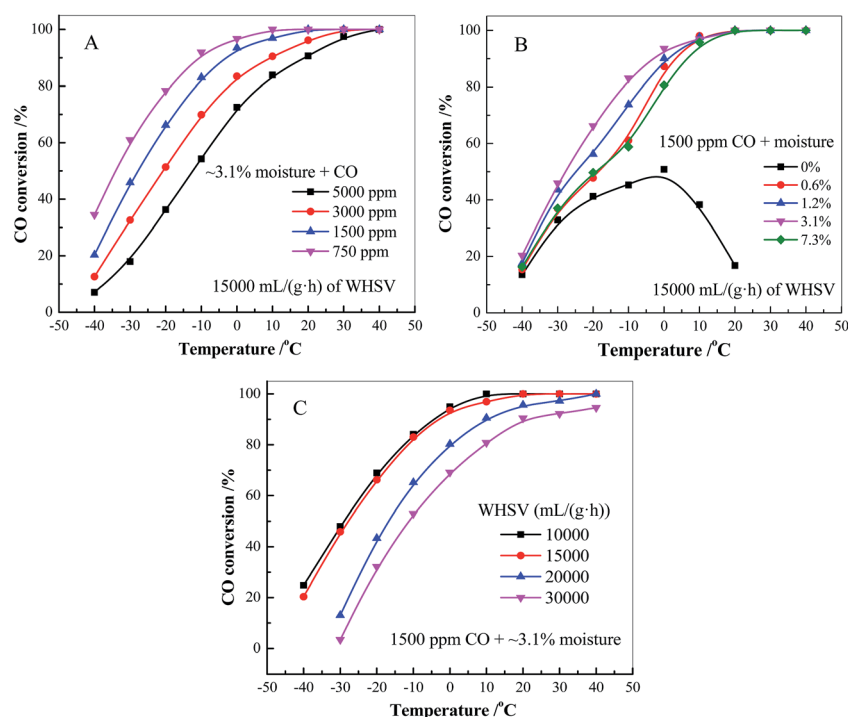 A
CO conversion /%
100
80
60
40
20
0
~3.1% moisture + CO
5000 ppm
3000 ppm
1500 ppm
750 ppm
15000 mL/(g·h) of WHSV
-50 -40 -30 -20 -10 0 10 20 30 40 50
Temperature /°C
B
CO conversion /%
100
80
60
40
20
0
1500 ppm CO + moisture
0%
0.6%
1.2%
3.1%
7.3%
15000 mL/(g·h) of WHSV
-50 -40 -30 -20 -10 0 10 20 30 40 50
Temperature /°C
C
CO conversion /%
100
80
60
40
20
0
WHSV (mL/(g·h))
10000
15000
20000
30000
1500 ppm CO + ~3.1% moisture
-50 -40 -30 -20 -10 0 10 20 30 40 50
Temperature /°C